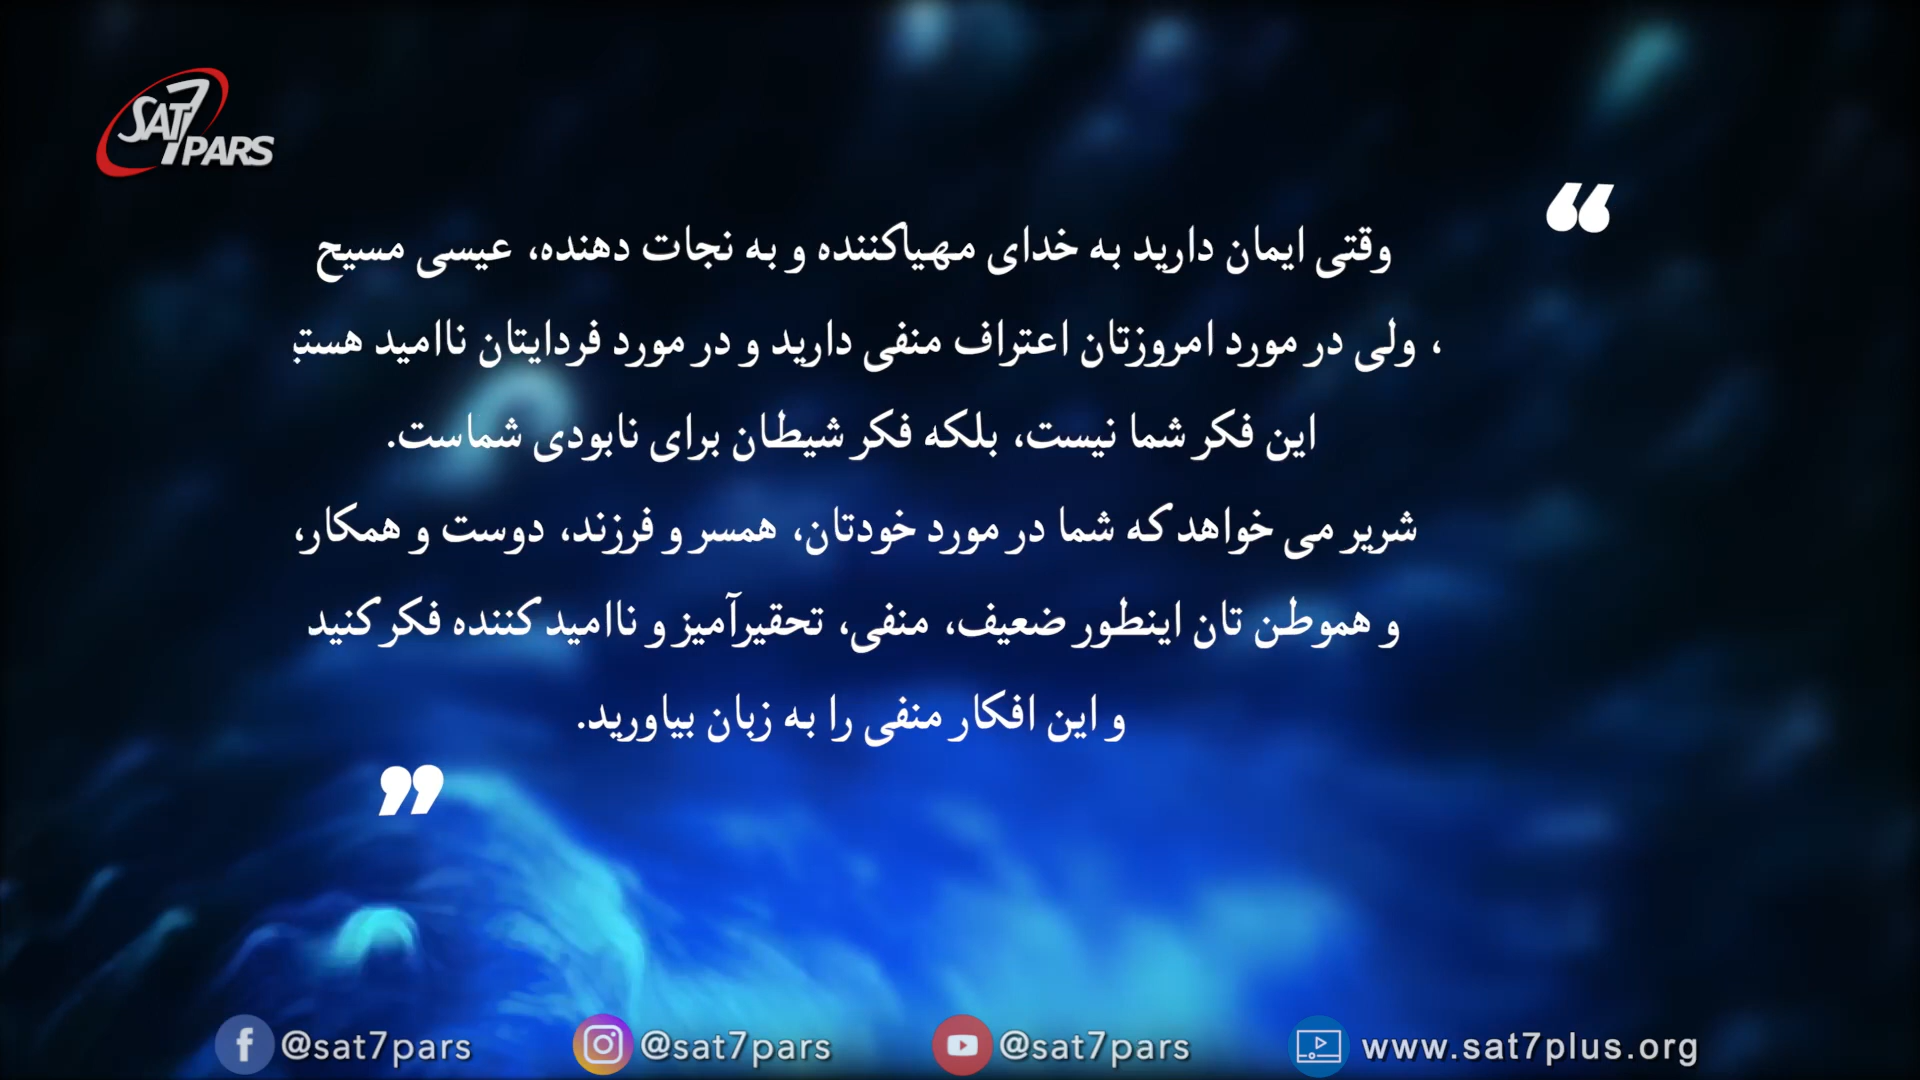 SAT 7 PARS
“
وقتی ایمان دارید به خدای مهیاکننده و به نجات دهنده، عیسی مسیح
، ولی در مورد امروزتان اعتراف منفی دارید و در مورد فردایتان ناامید
این فکر شما نیست، بلکه فکر شیطان برای نابودی شماست.
شریر می خواهد که شما در مورد خودتان، همسر و فرزند، دوست و همکار،
و هموطن تان اینطور ضعیف، منفی، تحقیرآمیز و ناامید کننده فکر کنید
و این افکار منفی را به زبان بیاورید.
”
@sat7pars @sat7pars @sat7pars www.sat7plus.org